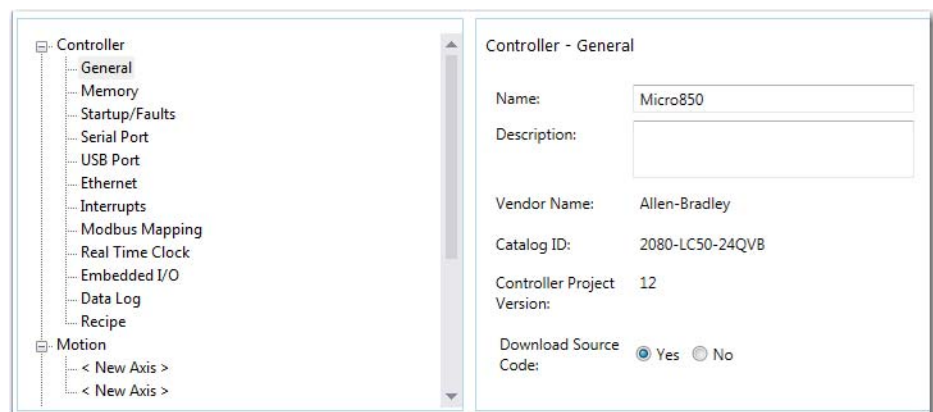 Controller
General
Memory
Startup/Faults
Serial Port
USB Port
Ethernet
Interrupts
Modbus Mapping
Real Time Clock
Embedded I/O
Data Log
Recipe
Motion
< New Axis >
< New Axis >
Controller - General
Name: Micro850
Description:
Vendor Name: Allen-Bradley
Catalog ID: 2080-LC50-24QVB
Controller Project 12
Version:
Download Source
Code: Yes No